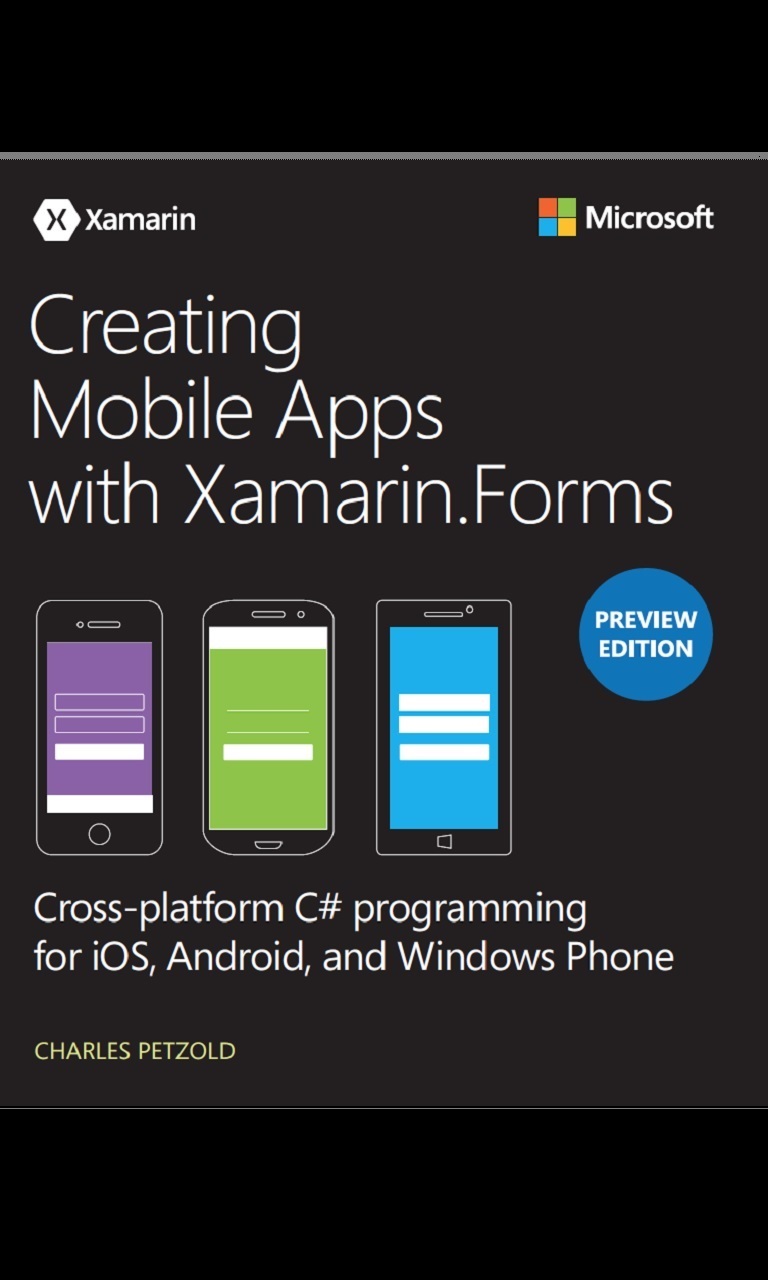 Xamarin
Microsoft
Creating
Mobile Apps
with Xamarin.Forms
PREVIEW
EDITION
Cross-platform C# programming
for iOS, Android, and Windows Phone
CHARLES PETZOLD